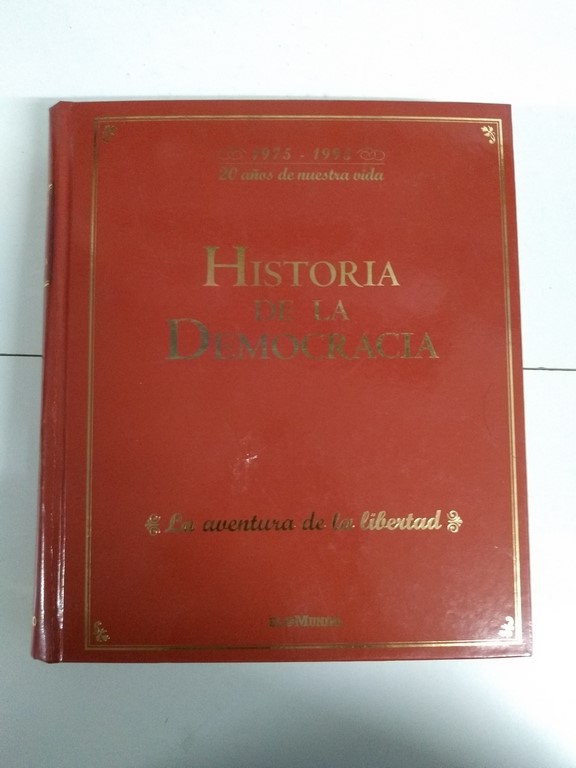 1975 - 1995
20 años de nuestra vida
HISTORIA
DE LA
DEMOCRACIA
La aventura de la libertad
EL MUNDO